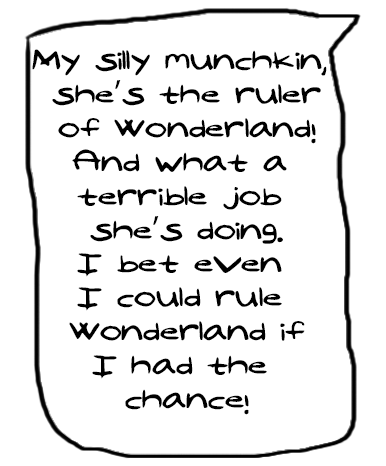 My silly munchkin,
she's the ruler
of Wonderland!
And what a
terrible job
she's doing.
I bet even
I could rule
Wonderland if
I had the
chance!